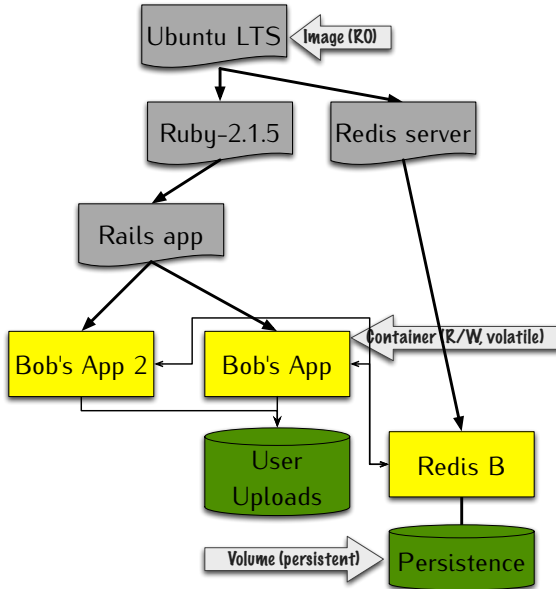 Ubuntu LTS
Image (RO)
Ruby-2.1.5
Redis server
Rails app
Container (R/W, volatile)
Bob's App 2
Bob's App
User
Uploads
Redis B
Volume (persistent)
Persistence